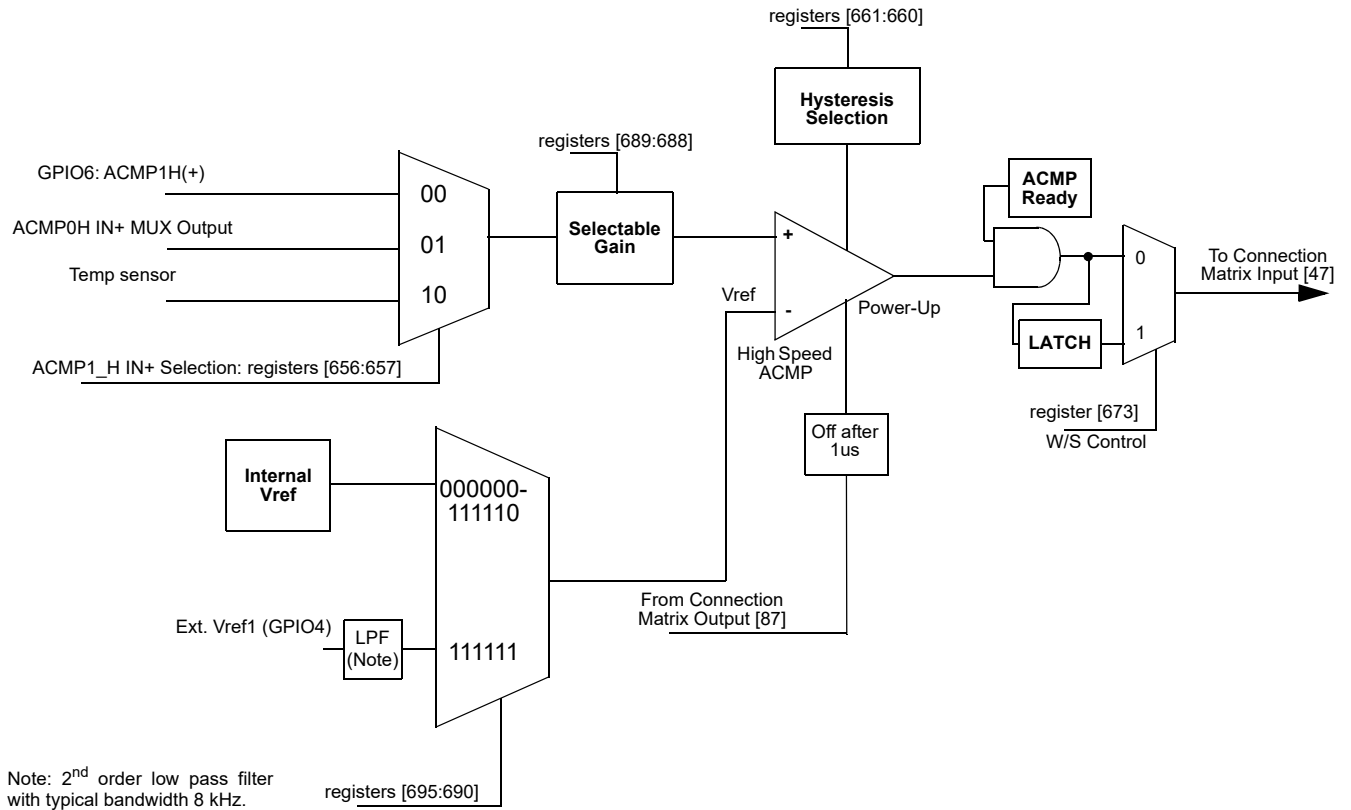 registers [661:660]
Hysteresis
Selection
registers [689:688]
GPIO6: ACMP1H(+)
00
ACMP0H IN+ MUX Output
01
Temp sensor
10
Selectable
Gain
ACMP
Ready
+
Vref
-
Power-Up
High Speed
ACMP
0
To Connection
Matrix Input [47]
LATCH
1
ACMP1_H IN+ Selection: registers [656:657]
register [673]
W/S Control
Off after
1us
Internal
Vref
000000-
111110
From Connection
Matrix Output [87]
Ext. Vref1 (GPIO4)
LPF
(Note)
111111
Note: 2nd order low pass filter
with typical bandwidth 8 kHz.
registers [695:690]